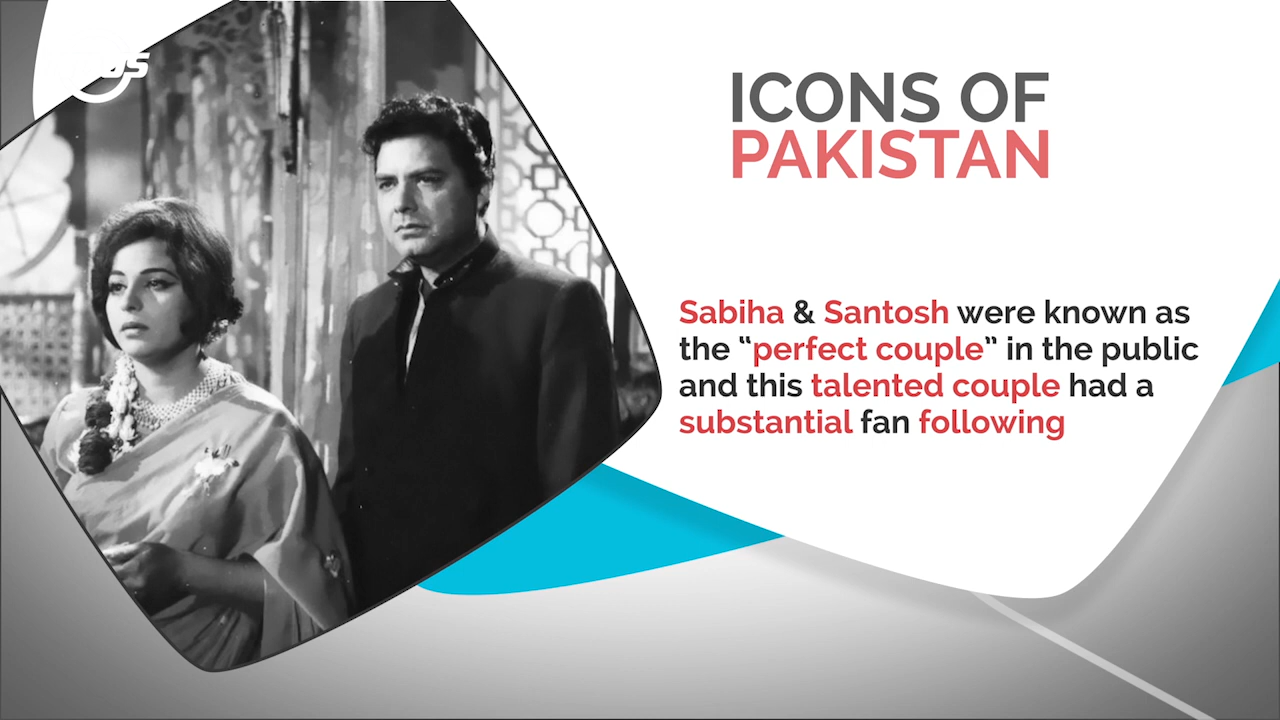 ICONS OF
PAKISTAN
Sabiha & Santosh were known as
the “perfect couple” in the public
and this talented couple had a
substantial fan following